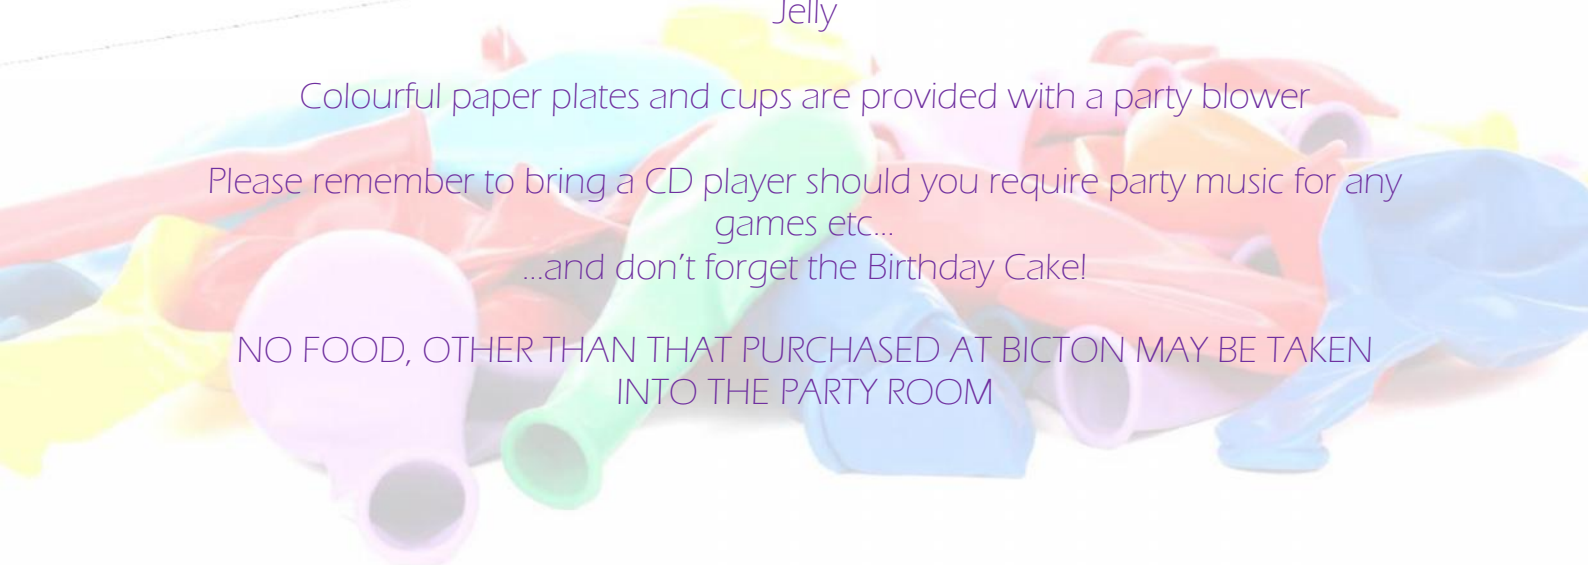 Jelly
Colourful paper plates and cups are provided with a party blower
Please remember to bring a CD player should you require party music for any
games etc...
...and don't forget the Birthday Cake!
NO FOOD, OTHER THAN THAT PURCHASED AT BICTON MAY BE TAKEN
INTO THE PARTY ROOM